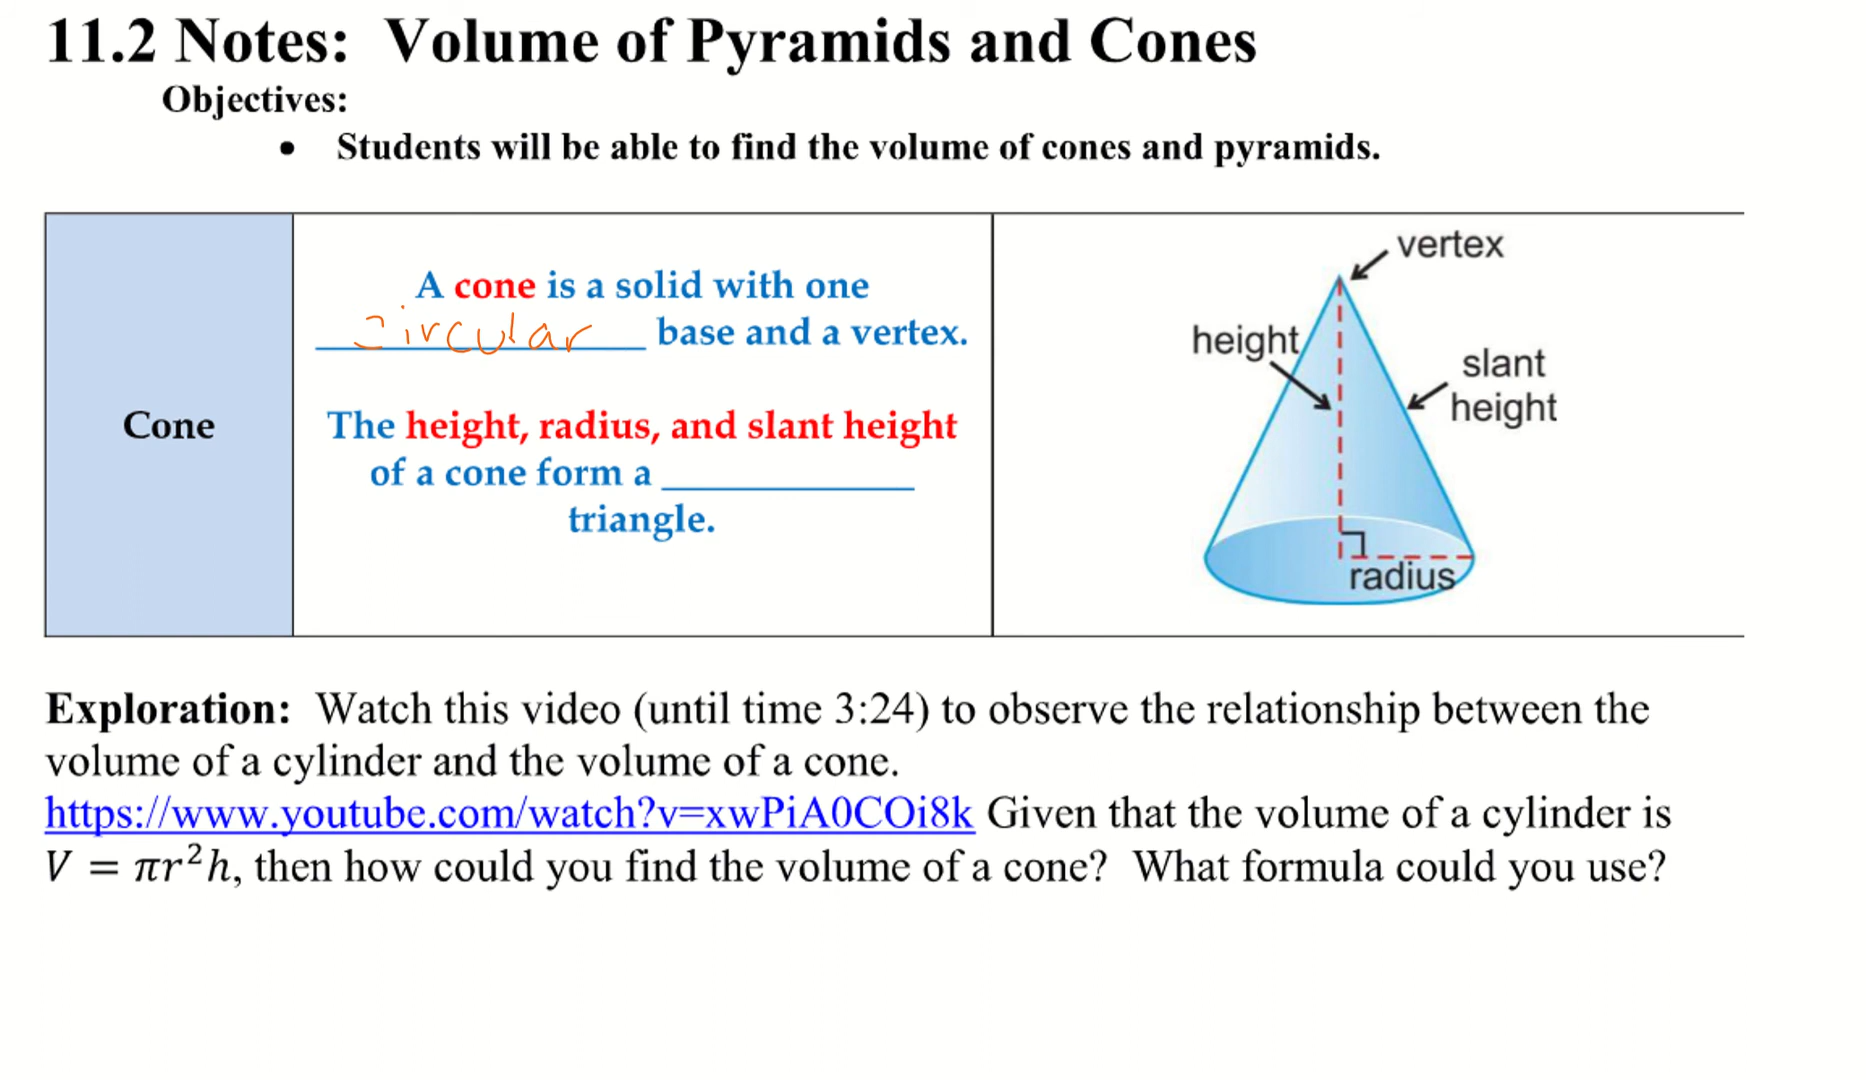 11.2 Notes: Volume of Pyramids and Cones
Objectives:
• Students will be able to find the volume of cones and pyramids.
Cone
A cone is a solid with one
circular base and a vertex.
The height, radius, and slant height
of a cone form a ____________
triangle.
vertex
height
slant
height
radius
Exploration: Watch this video (until time 3:24) to observe the relationship between the
volume of a cylinder and the volume of a cone.
https://www.youtube.com/watch?v=xwPiA0COi8k Given that the volume of a cylinder is
V = πr²h, then how could you find the volume of a cone? What formula could you use?